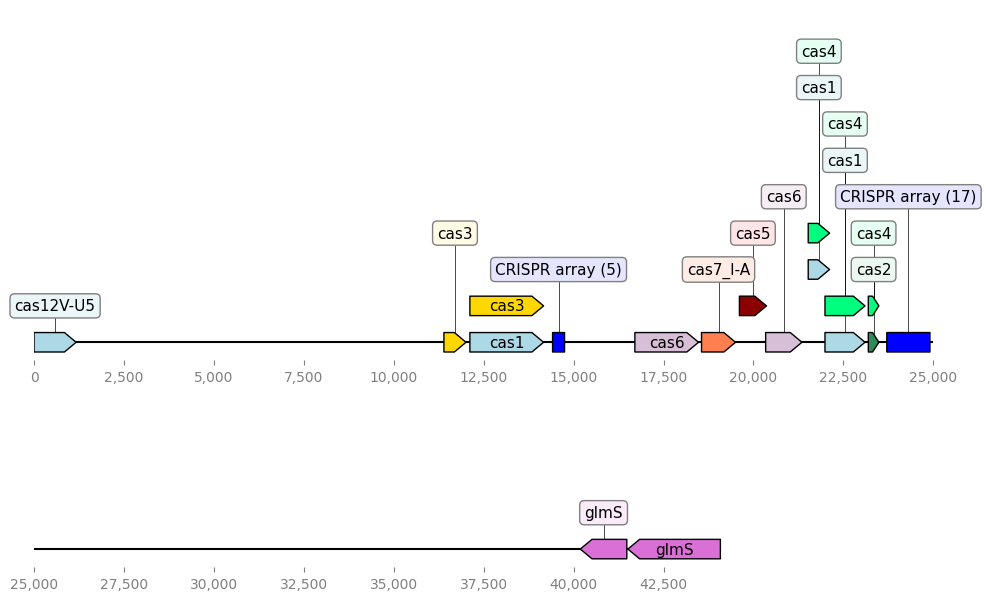 cas4
cas1
cas4
cas1
cas6 CRISPR array (17)
cas3 cas5 cas4
CRISPR array (5) cas7_I-A cas2
cas12V-U5 cas3
cas1 cas6
0 2,500 5,000 7,500 10,000 12,500 15,000 17,500 20,000 22,500 25,000
glmS
glmS
25,000 27,500 30,000 32,500 35,000 37,500 40,000 42,500